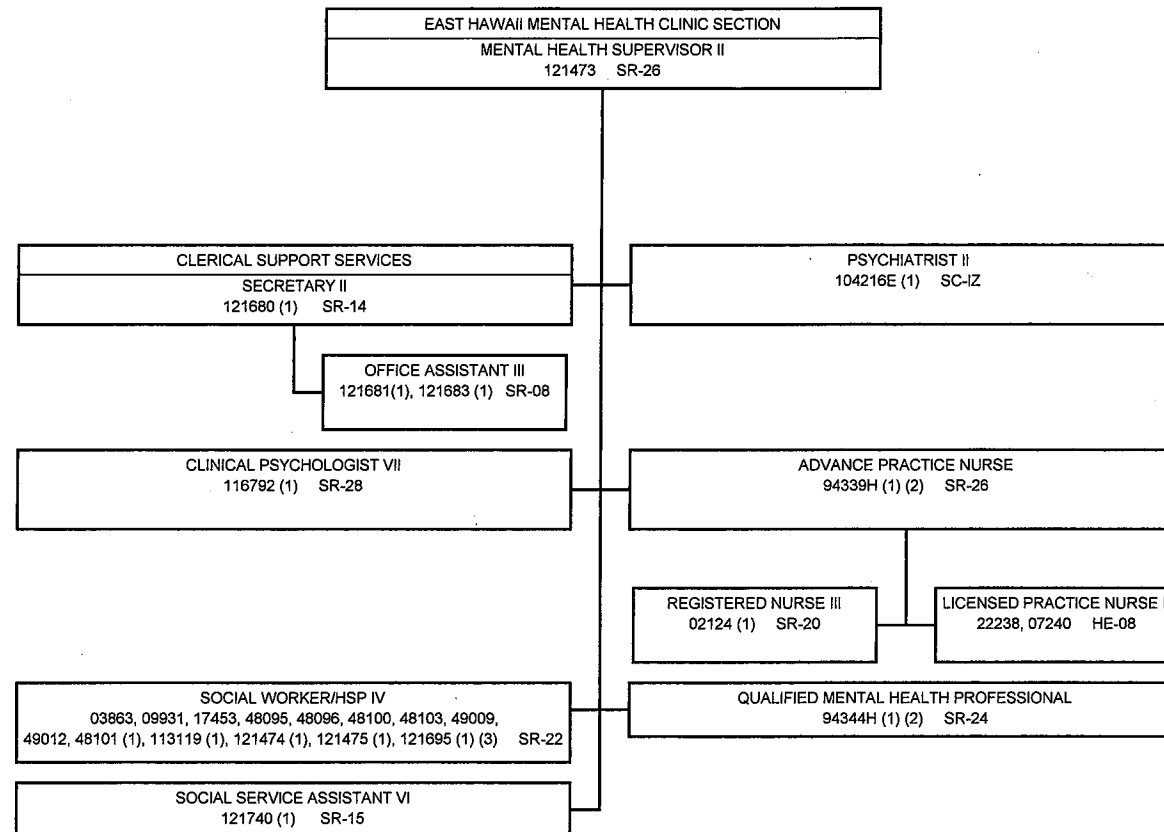 EAST HAWAII MENTAL HEALTH CLINIC SECTION
MENTAL HEALTH SUPERVISOR II
121473 SR-26
CLERICAL SUPPORT SERVICES
SECRETARY II
121680 (1) SR-14
PSYCHIATRIST II
104216E (1) SC-IZ
OFFICE ASSISTANT III
121681(1), 121683 (1) SR-08
CLINICAL PSYCHOLOGIST VII
116792 (1) SR-28
ADVANCE PRACTICE NURSE
94339H (1) (2) SR-26
REGISTERED NURSE III
02124 (1) SR-20
LICENSED PRACTICE NURSE
22238, 07240 HE-08
SOCIAL WORKER/HSP IV
03863, 09931, 17453, 48095, 48096, 48100, 48103, 49009,
49012, 48101 (1), 113119 (1), 121474 (1), 121475 (1), 121695 (1) (3) SR-22
QUALIFIED MENTAL HEALTH PROFESSIONAL
94344H (1) (2) SR-24
SOCIAL SERVICE ASSISTANT VI
121740 (1) SR-15